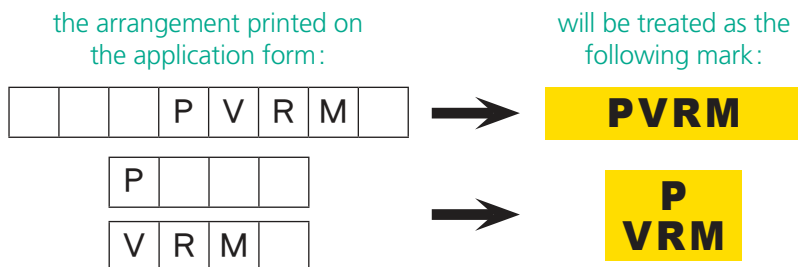 the arrangement printed on
the application form:
will be treated as the
following mark:
P V R M
PVRM
P
V R M
P
VRM